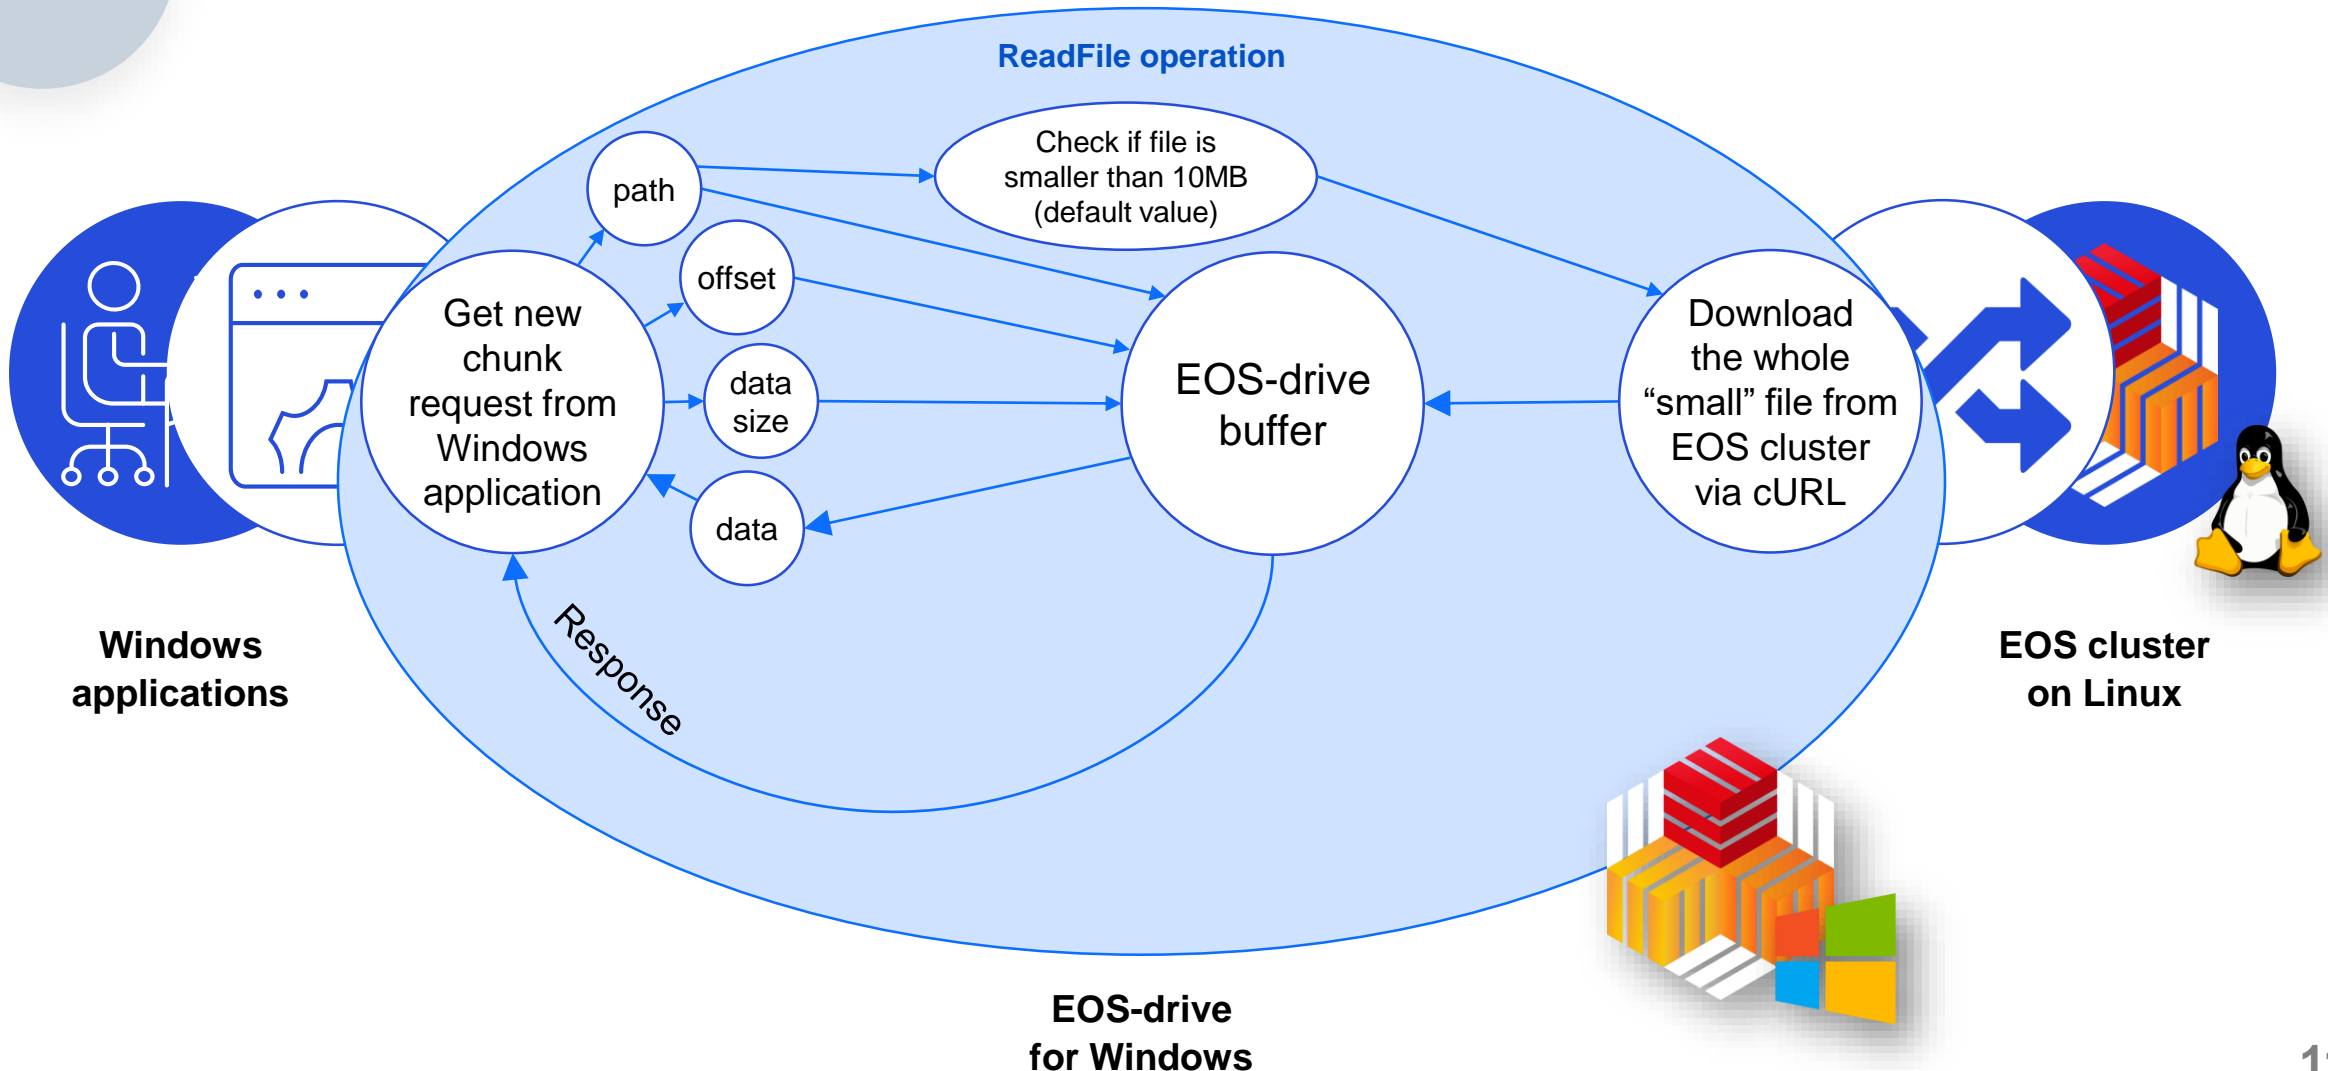 ReadFile operation
Check if file is
smaller than 10MB
(default value)
path
offset
data
size
data
Get new
chunk
request from
Windows
application
EOS-drive
buffer
Download
the whole
“small” file from
EOS cluster
via cURL
Response
Windows
applications
EOS cluster
on Linux
EOS-drive
for Windows